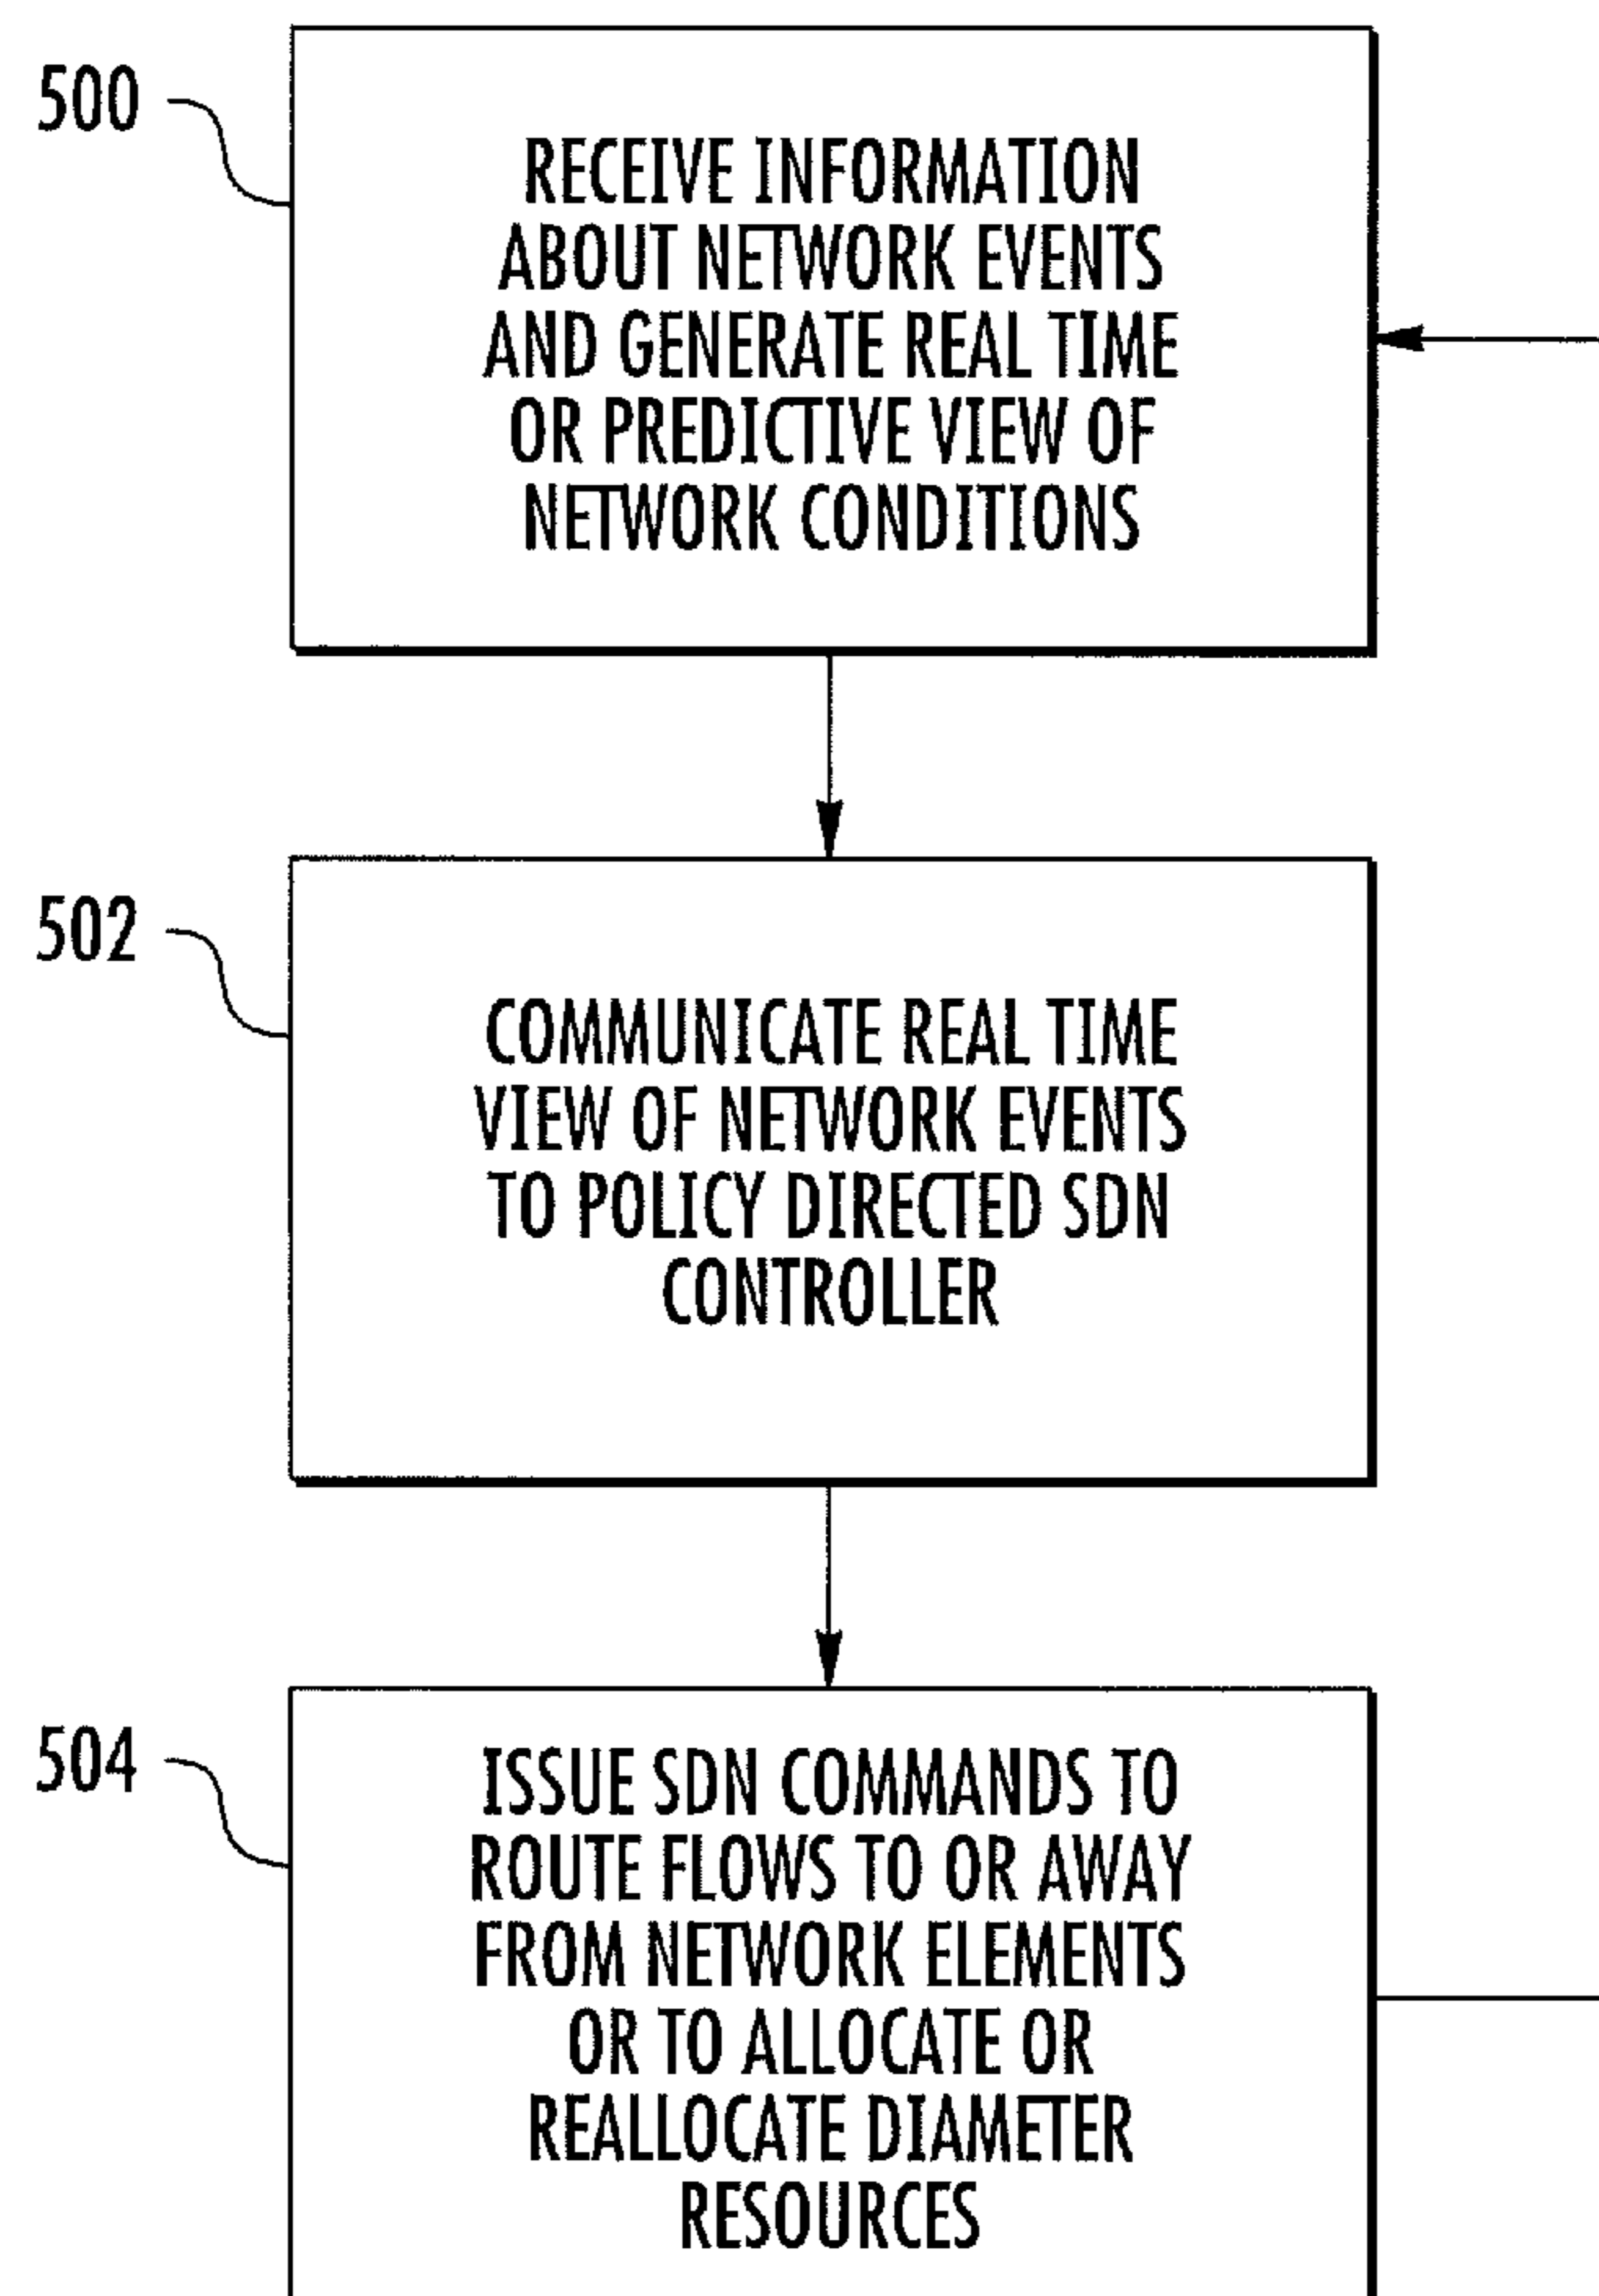 500
RECEIVE INFORMATION
ABOUT NETWORK EVENTS
AND GENERATE REAL TIME
OR PREDICTIVE VIEW OF
NETWORK CONDITIONS
502
COMMUNICATE REAL TIME
VIEW OF NETWORK EVENTS
TO POLICY DIRECTED SDN
CONTROLLER
504
ISSUE SDN COMMANDS TO
ROUTE FLOWS TO OR AWAY
FROM NETWORK ELEMENTS
OR TO ALLOCATE OR
REALLOCATE DIAMETER
RESOURCES